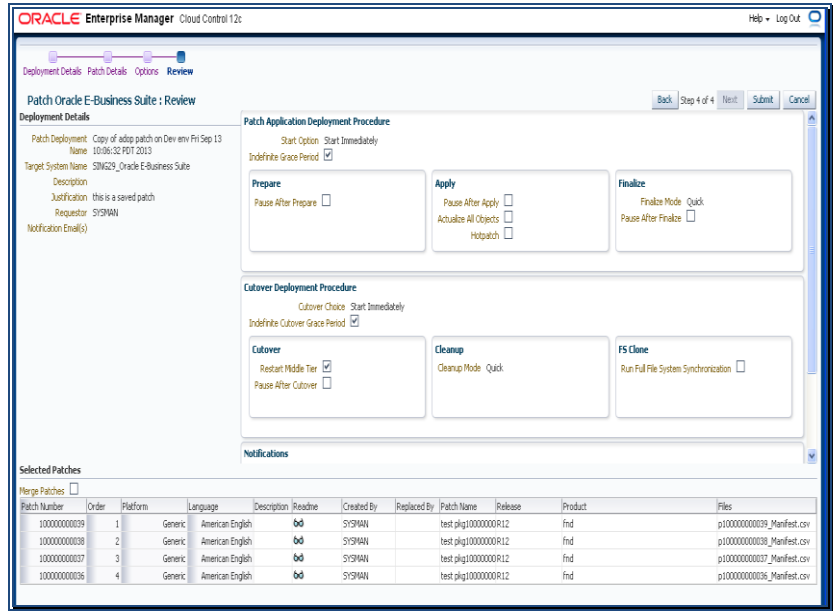 ORACLE Enterprise Manager Cloud Control 12c
Help Log Out
Deployment Details Patch Details Options Review
Patch Oracle E-Business Suite : Review
Back Step 4 of 4 Next Submit Cancel
Deployment Details
Patch Deployment Name Copy of adop patch on Dev env Fri Sep 13 10:06:32 PDT 2013
Target System Name SING29_Oracle E-Business Suite
Description
Justification this is a saved patch
Requestor SYSMAN
Notification Email(s)
Patch Application Deployment Procedure
Start Option Start Immediately
Indefinite Grace Period
Prepare
Pause After Prepare
Apply
Pause After Apply
Actualize All Objects
Hotpatch
Finalize
Finalize Mode Quick
Pause After Finalize
Cutover Deployment Procedure
Cutover Choice Start Immediately
Indefinite Cutover Grace Period
Cutover
Restart Middle Tier
Pause After Cutover
Cleanup
Cleanup Mode Quick
FS Clone
Run Full File System Synchronization
Notifications
Selected Patches
Merge Patches
Patch Number Order Platform Language Description Readme Created By Replaced By Patch Name Release Product Files
100000000039 1 Generic American English SYSMAN test pkg10000000 R12 fnd p100000000039_Manifest.csv
100000000038 2 Generic American English SYSMAN test pkg10000000 R12 fnd p100000000038_Manifest.csv
100000000037 3 Generic American English SYSMAN test pkg10000000 R12 fnd p100000000037_Manifest.csv
100000000036 4 Generic American English SYSMAN test pkg10000000 R12 fnd p100000000036_Manifest.csv